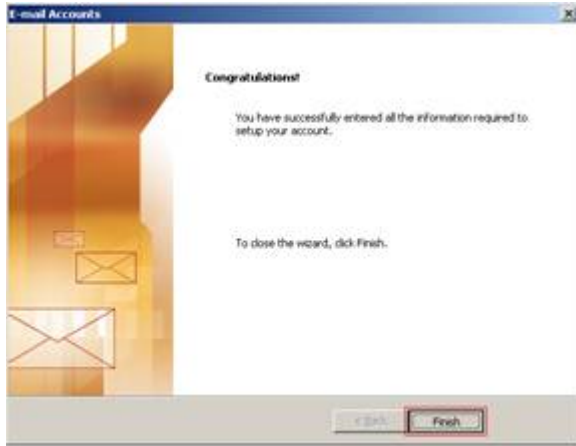 E-mail Accounts
Congratulations!
You have successfully entered all the information required to
setup your account.
To close the wizard, click Finish.
< Back
Finish